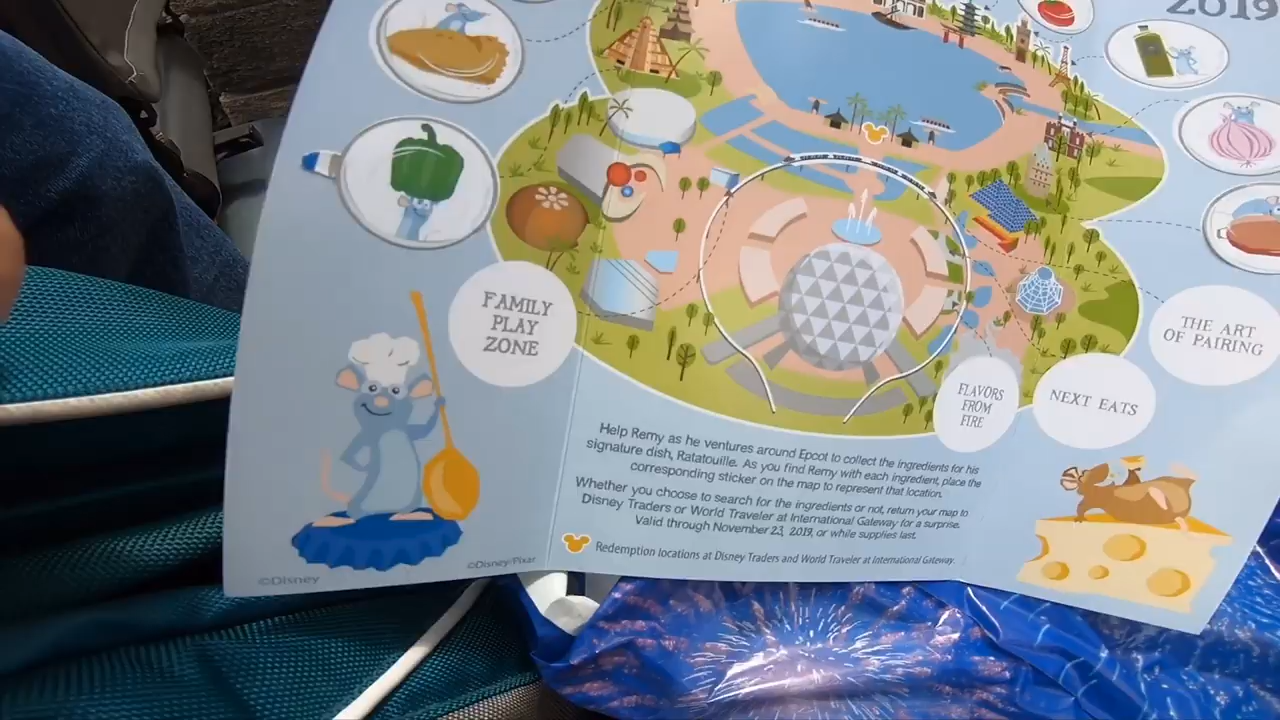 2019
FAMILY
PLAY
ZONE
THE ART
OF PAIRING
FLAVORS
FROM
FIRE
NEXT EATS
Help Remy as he ventures around Epcot to collect the ingredients for his
signature dish, Ratatouille. As you find Remy with each ingredient, place the
corresponding sticker on the map to represent that location.
Whether you choose to search for the ingredients or not, return your map to
Disney Traders or World Traveler at International Gateway for a surprise.
Valid through November 23, 2019, or while supplies last.
Redemption locations at Disney Traders and World Traveler at International Gateway.
©Disney
©Disney/Pixar